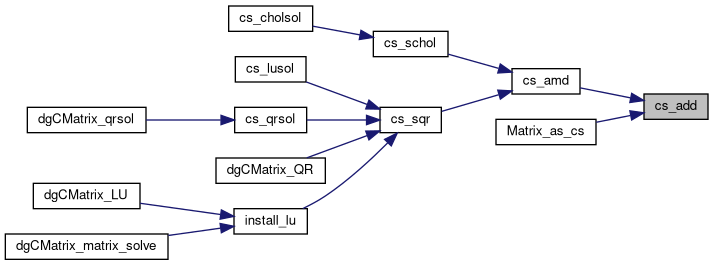 cs_cholsol
cs_schol
cs_lusol
cs_amd
cs_add
dgCMatrix_qrsol
cs_qrsol
cs_sqr
Matrix_as_cs
dgCMatrix_QR
dgCMatrix_LU
install_lu
dgCMatrix_matrix_solve